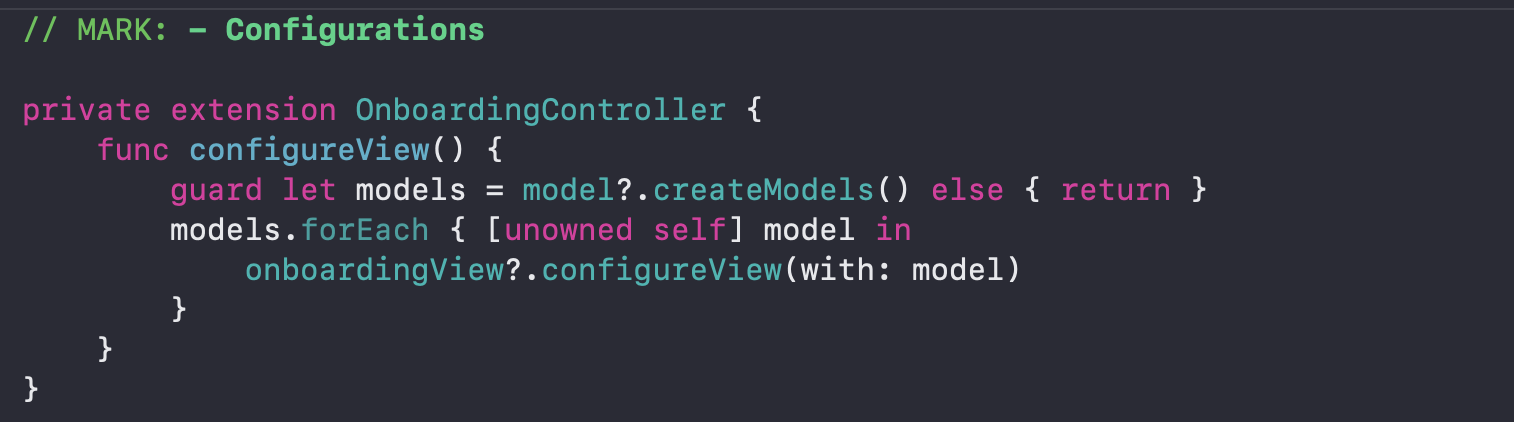 // MARK: - Configurations
private extension OnboardingController {
func configureView() {
guard let models = model?.createModels() else { return }
models.forEach { [unowned self] model in
onboardingView?.configureView(with: model)
}
}
}